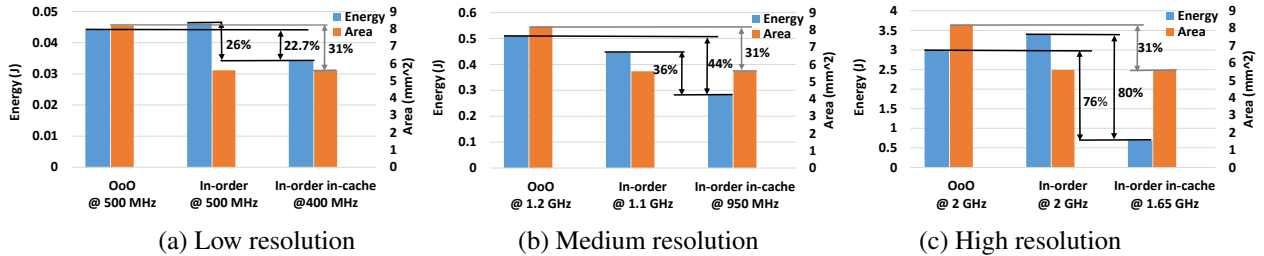 0.05
0.04
0.03
0.02
0.01
0
Energy (J)
9
8
7
6
5
4
3
2
1
0
Area (mm^2)
Energy
Area
26%
22.7%
31%
OoO
@ 500 MHz
In-order
@ 500 MHz
In-order in-cache
@400 MHz
(a) Low resolution
0.6
0.5
0.4
0.3
0.2
0.1
0
Energy (J)
9
8
7
6
5
4
3
2
1
0
Area (mm^2)
Energy
Area
36%
44%
31%
OoO
@ 1.2 GHz
In-order
@ 1.1 GHz
In-order in-cache
@ 950 MHz
(b) Medium resolution
4
3.5
3
2.5
2
1.5
1
0.5
0
Energy (J)
9
8
7
6
5
4
3
2
1
0
Area (mm^2)
Energy
Area
76%
80%
31%
OoO
@ 2 GHz
In-order
@ 2 GHz
In-order in-cache
@ 1.65 GHz
(c) High resolution